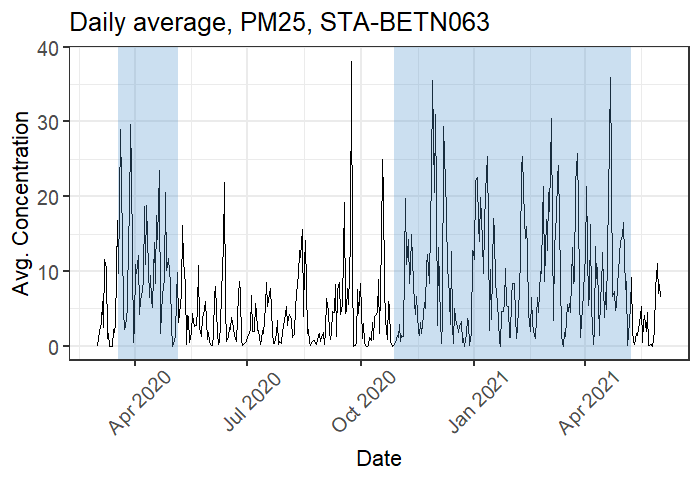 Daily average, PM25, STA-BETN063
Avg. Concentration
40
30
20
10
0
Apr 2020
Jul 2020
Oct 2020
Jan 2021
Apr 2021
Date